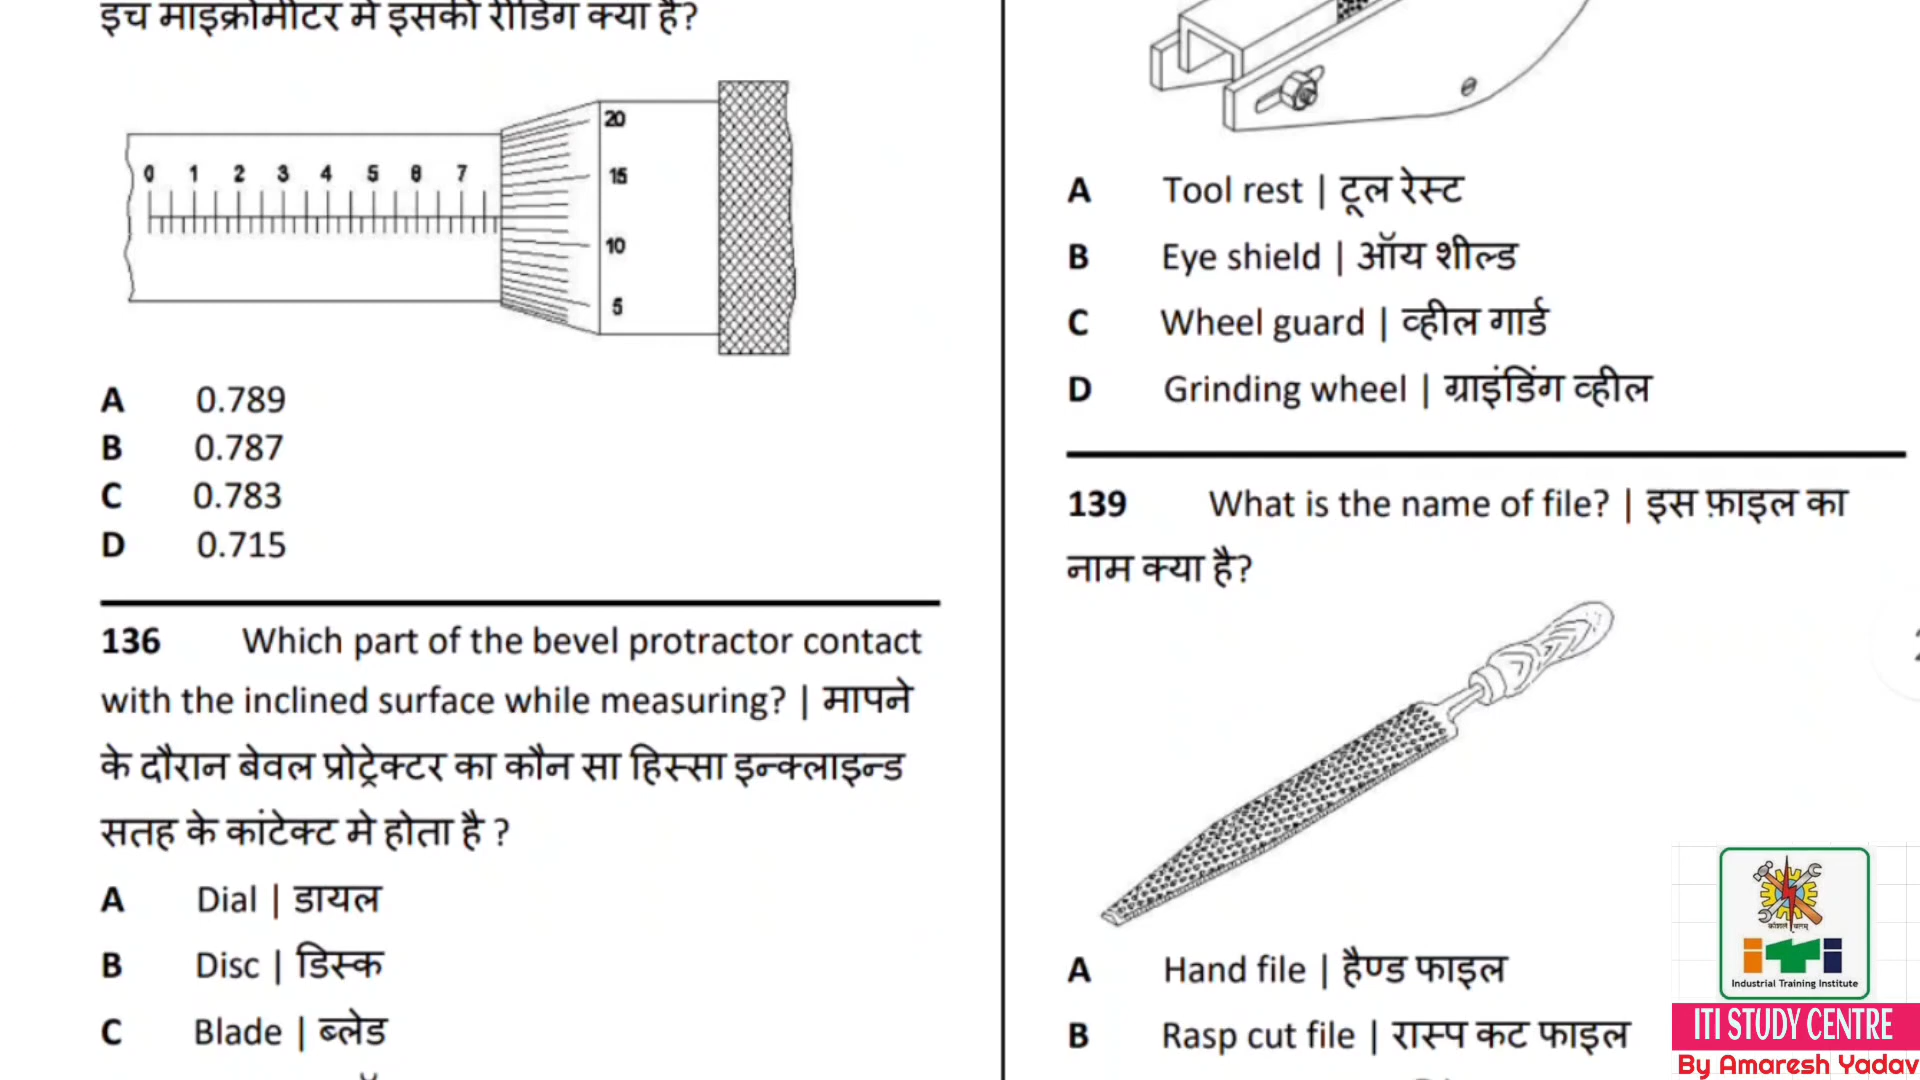 इंच माइक्रोमीटर में इसकी रीडिंग क्या है?
0 1 2 3 4 5 6 7
20
15
10
5
A 0.789
B 0.787
C 0.783
D 0.715
136 Which part of the bevel protractor contact
with the inclined surface while measuring? | मापने
के दौरान बेवल प्रोट्रेक्टर का कौन सा हिस्सा इन्क्लाइन्ड
सतह के कांटेक्ट मे होता है ?
A Dial | डायल
B Disc | डिस्क
C Blade | ब्लेड
A Tool rest | टूल रेस्ट
B Eye shield | ऑय शील्ड
C Wheel guard | व्हील गार्ड
D Grinding wheel | ग्राइंडिंग व्हील
139 What is the name of file? | इस फ़ाइल का
नाम क्या है?
A Hand file | हैण्ड फाइल
B Rasp cut file | रास्प कट फाइल
iTi
Industrial Training Institute
ITI STUDY CENTRE
By Amaresh Yadav